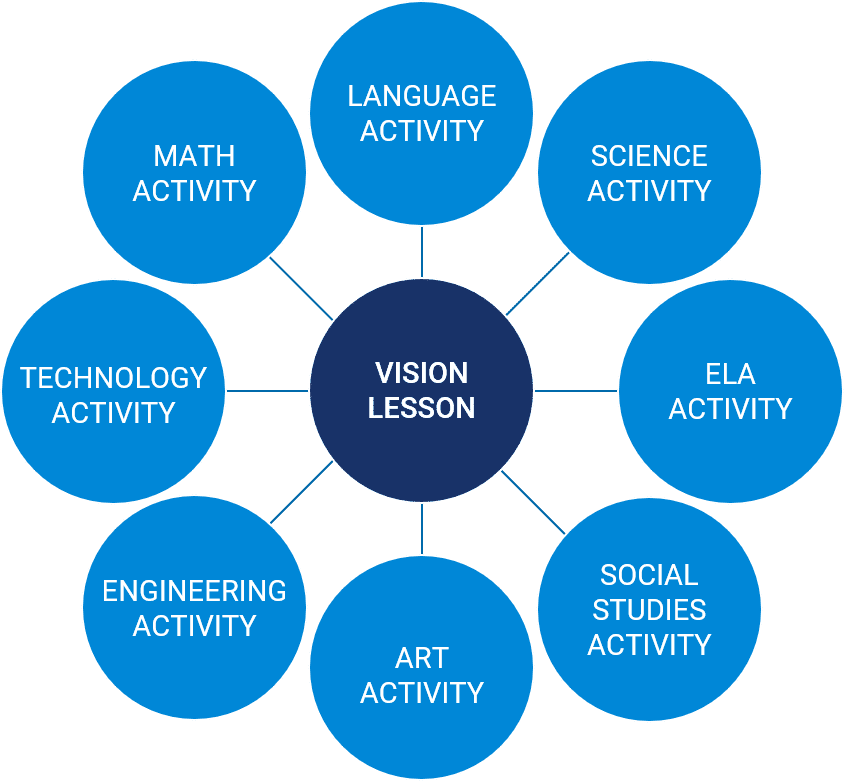 LANGUAGE
ACTIVITY
MATH
ACTIVITY
SCIENCE
ACTIVITY
TECHNOLOGY
ACTIVITY
VISION
LESSON
ELA
ACTIVITY
ENGINEERING
ACTIVITY
SOCIAL
STUDIES
ACTIVITY
ART
ACTIVITY